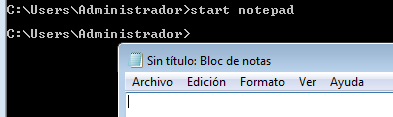 C:\Users\Administrador>start notepad
C:\Users\Administrador>
Sin título: Bloc de notas
Archivo Edición Formato Ver Ayuda